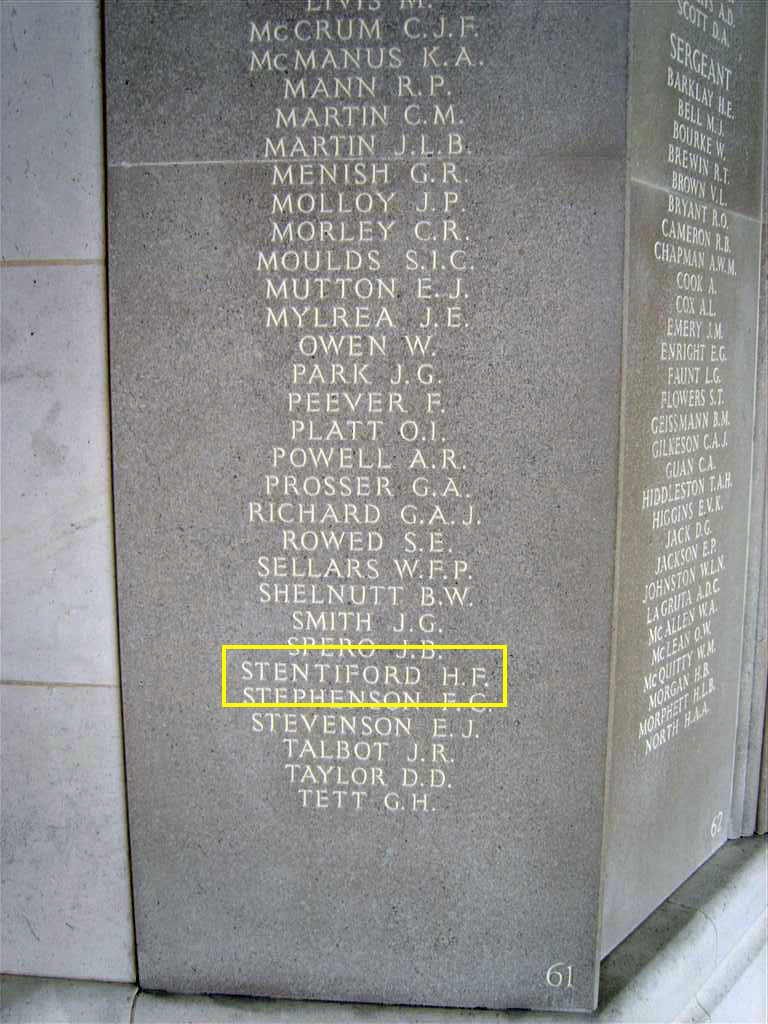 LIVIS M.
McCRUM C.J.F.
McMANUS K.A.
MANN R.P.
MARTIN C.M.
MARTIN J.L.B.
MENISH G.R.
MOLLOY J.P.
MORLEY C.R.
MOULDS S.I.C.
MUTTON E.J.
MYLREA J.E.
OWEN W.
PARK J.G.
PEEVER F.
PLATT O.I.
POWELL A.R.
PROSSER G.A.
RICHARD G.A.J.
ROWED S.E.
SELLARS W.F.P.
SHELNUTT B.W.
SMITH J.G.
SPERO J.B.
STENTIFORD H.F.
STEPHENSON F.C.
STEVENSON E.J.
TALBOT J.R.
TAYLOR D.D.
TETT G.H.
61
A.D.
SCOTT D.A.
SERGEANT
BARKLAY H.E.
BELL M.J.
BOURKE W.
BREWIN R.T.
BROWN V.L.
BRYANT R.O.
CAMERON R.B.
CHAPMAN A.W.M.
COOK A.
COX A.L.
EMERY J.M.
ENRIGHT E.G.
FAUNT L.G.
FLOWERS S.T.
GEISSMANN B.M.
GILKESON C.A.J.
GUAN C.A.
HIDDLESTON T.A.H.
HIGGINS E.V.K.
JACK D.G.
JACKSON E.P.
JOHNSTON W.L.N.
LA GRUTA A.D.C.
McALLEN W.A.
McLEAN O.W.
McQUITTY W.M.
MORGAN H.B.
MORPHETT H.L.B.
NORTH H.A.A.
62